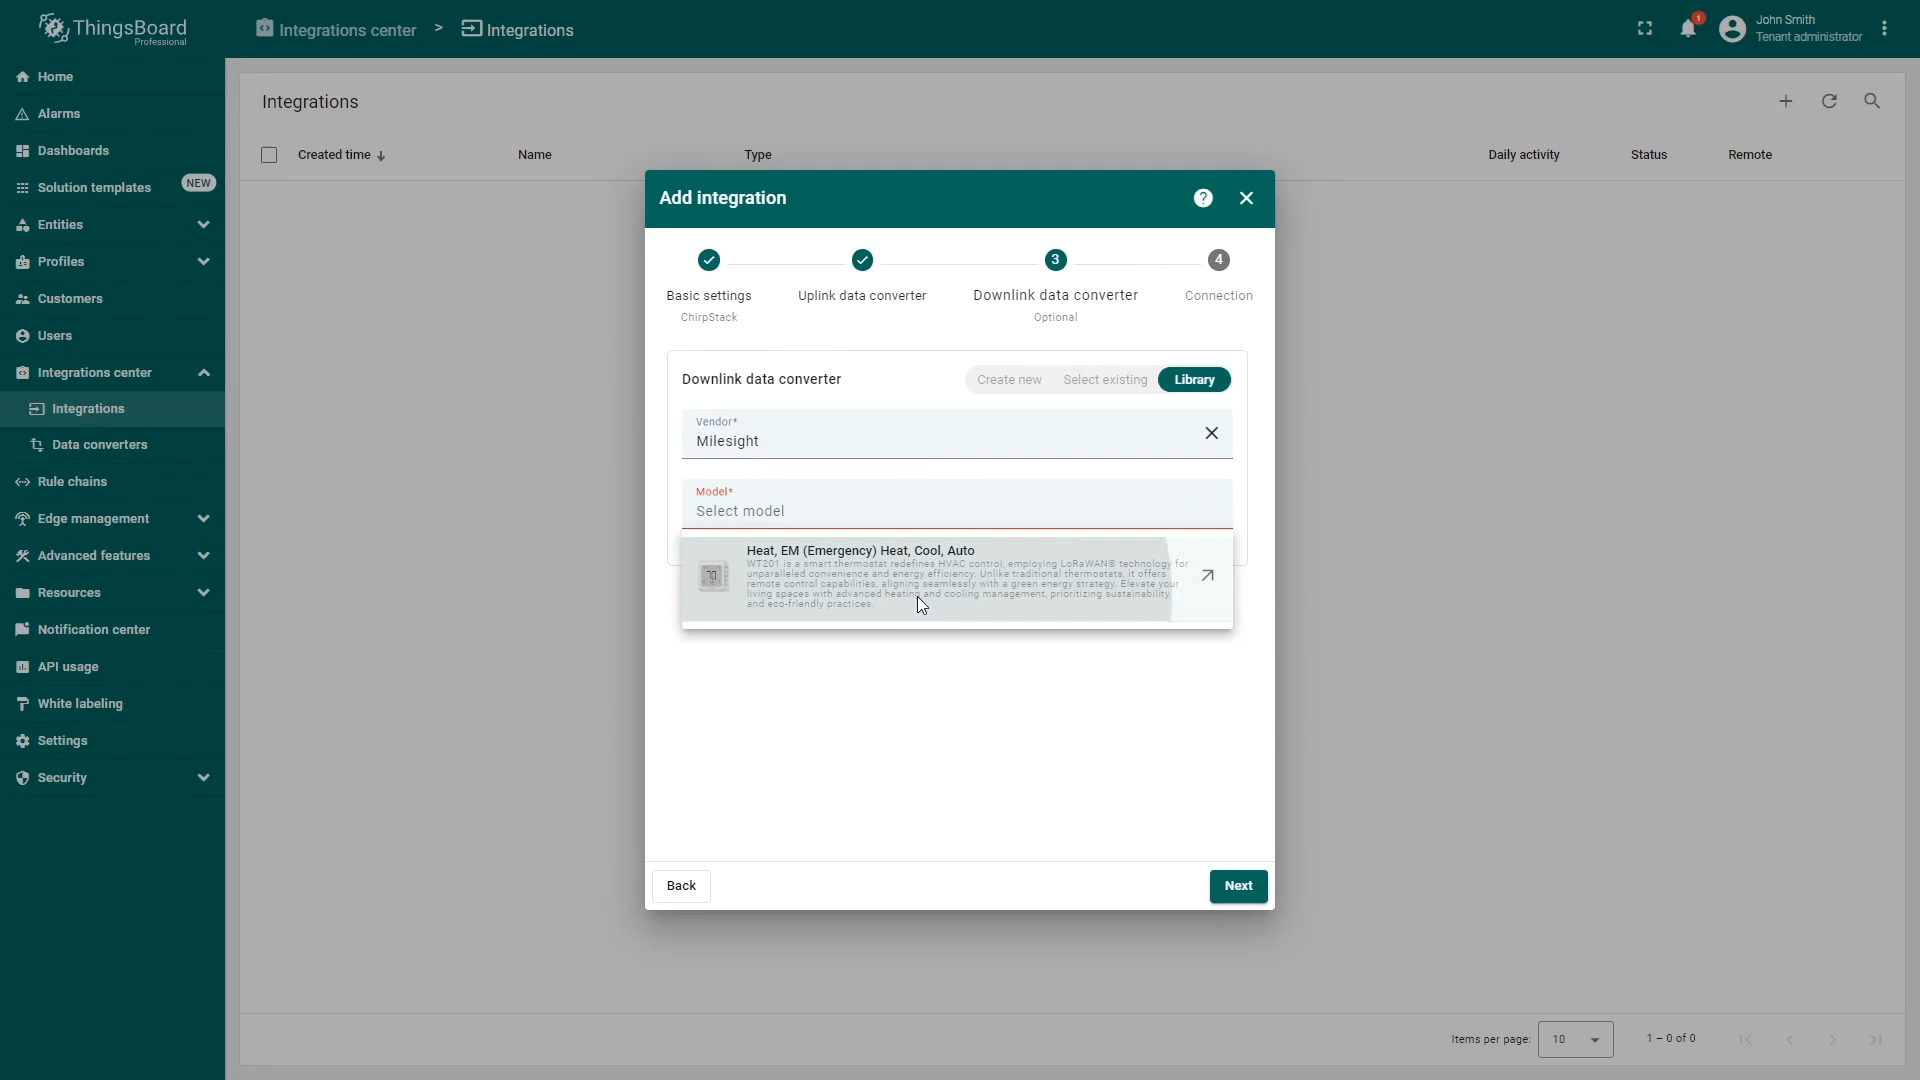 ThingsBoard
Professional
Integrations center > Integrations
1
John Smith
Tenant administrator
Home
Alarms
Dashboards
Solution templates NEW
Entities
Profiles
Customers
Users
Integrations center
Integrations
Data converters
Rule chains
Edge management
Advanced features
Resources
Notification center
API usage
White labeling
Settings
Security
Integrations
Created time Name Type Daily activity Status Remote
Add integration
?
3 4
Basic settings Uplink data converter Downlink data converter Connection
ChirpStack Optional
Downlink data converter Create new Select existing Library
Vendor*
Milesight
Model*
Select model
Heat, EM (Emergency) Heat, Cool, Auto
WT201 is a smart thermostat redefines HVAC control, employing LoRaWAN® technology for
unparalleled convenience and energy efficiency. Unlike traditional thermostats, it offers
remote control capabilities, aligning seamlessly with a green energy strategy. Elevate your
living spaces with advanced heating and cooling management, prioritizing sustainability
and eco-friendly practices.
70
Back Next
Items per page: 10 1 – 0 of 0